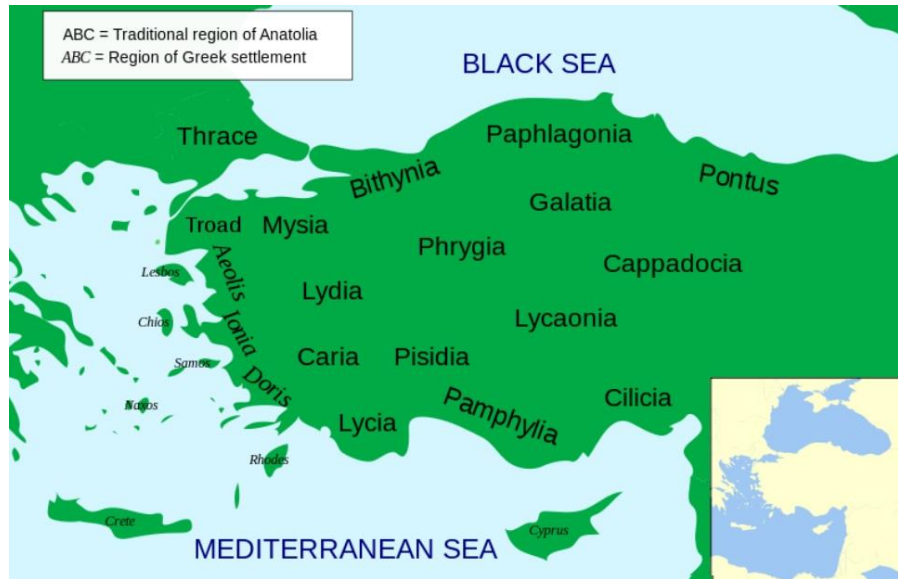 ABC = Traditional region of Anatolia
ABC = Region of Greek settlement
BLACK SEA
Thrace
Paphlagonia
Bithynia
Pontus
Galatia
Troad
Mysia
Phrygia
Cappadocia
Aeolis
Lesbos
Lydia
Ionia
Chios
Lycaonia
Samos
Caria
Pisidia
Doris
Naxos
Cilicia
Lycia
Pamphylia
Rhodes
Crete
Cyprus
MEDITERRANEAN SEA